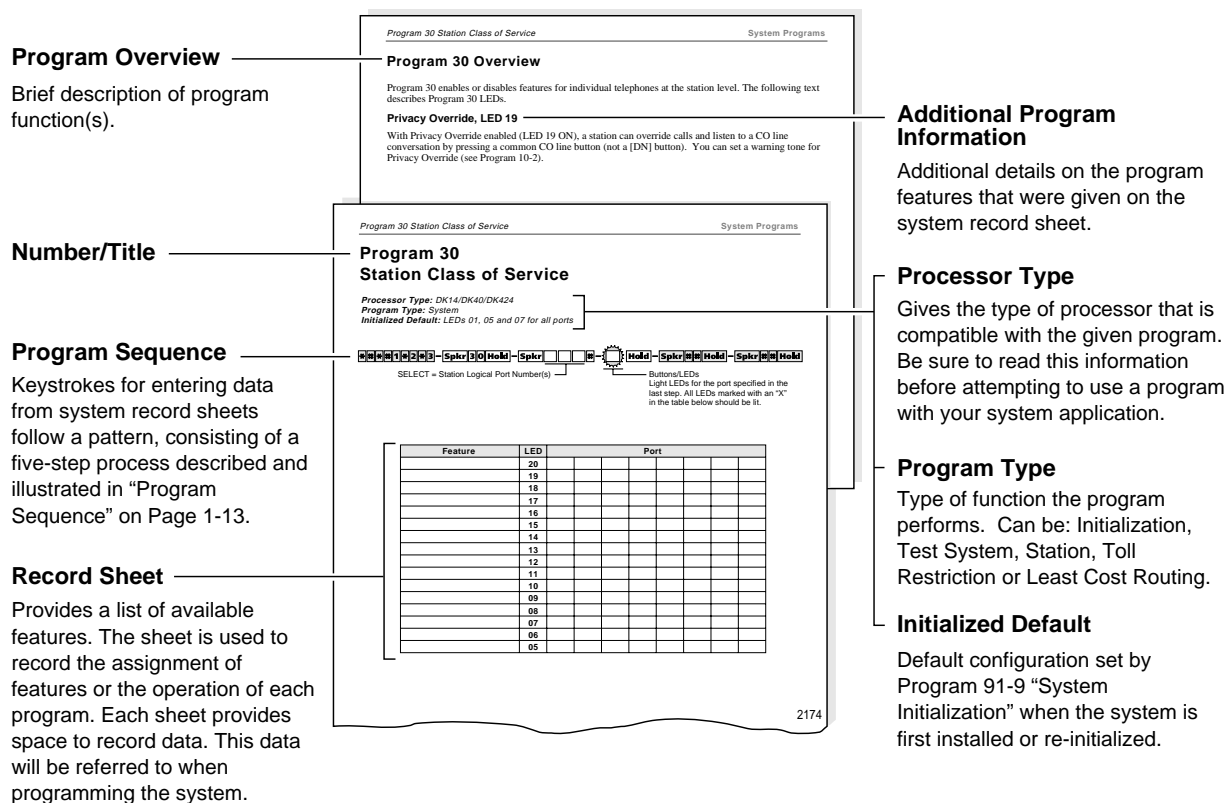 Program Overview
Brief description of program
function(s).
Number/Title
Program Sequence
Keystrokes for entering data
from system record sheets
follow a pattern, consisting of a
five-step process described and
illustrated in “Program
Sequence” on Page 1-13.
Record Sheet
Provides a list of available
features. The sheet is used to
record the assignment of
features or the operation of each
program. Each sheet provides
space to record data. This data
will be referred to when
programming the system.
Program 30 Station Class of Service System Programs
Program 30 Overview
Program 30 enables or disables features for individual telephones at the station level. The following text
describes Program 30 LEDs.
Privacy Override, LED 19
With Privacy Override enabled (LED 19 ON), a station can override calls and listen to a CO line
conversation by pressing a common CO line button (not a [DN] button). You can set a warning tone for
Privacy Override (see Program 10-2).
Program 30 Station Class of Service System Programs
Program 30
Station Class of Service
Processor Type: DK14/DK40/DK424
Program Type: System
Initialized Default: LEDs 01, 05 and 07 for all ports
*#*#1*2*3-Spkr30Hold-Spkr #- Hold-Spkr##Hold-Spkr##Hold
SELECT = Station Logical Port Number(s)
Buttons/LEDs
Light LEDs for the port specified in the
last step. All LEDs marked with an “X”
in the table below should be lit.
Feature LED Port
20
19
18
17
16
15
14
13
12
11
10
09
08
07
06
05
2174
Additional Program
Information
Additional details on the program
features that were given on the
system record sheet.
Processor Type
Gives the type of processor that is
compatible with the given program.
Be sure to read this information
before attempting to use a program
with your system application.
Program Type
Type of function the program
performs. Can be: Initialization,
Test System, Station, Toll
Restriction or Least Cost Routing.
Initialized Default
Default configuration set by
Program 91-9 “System
Initialization” when the system is
first installed or re-initialized.